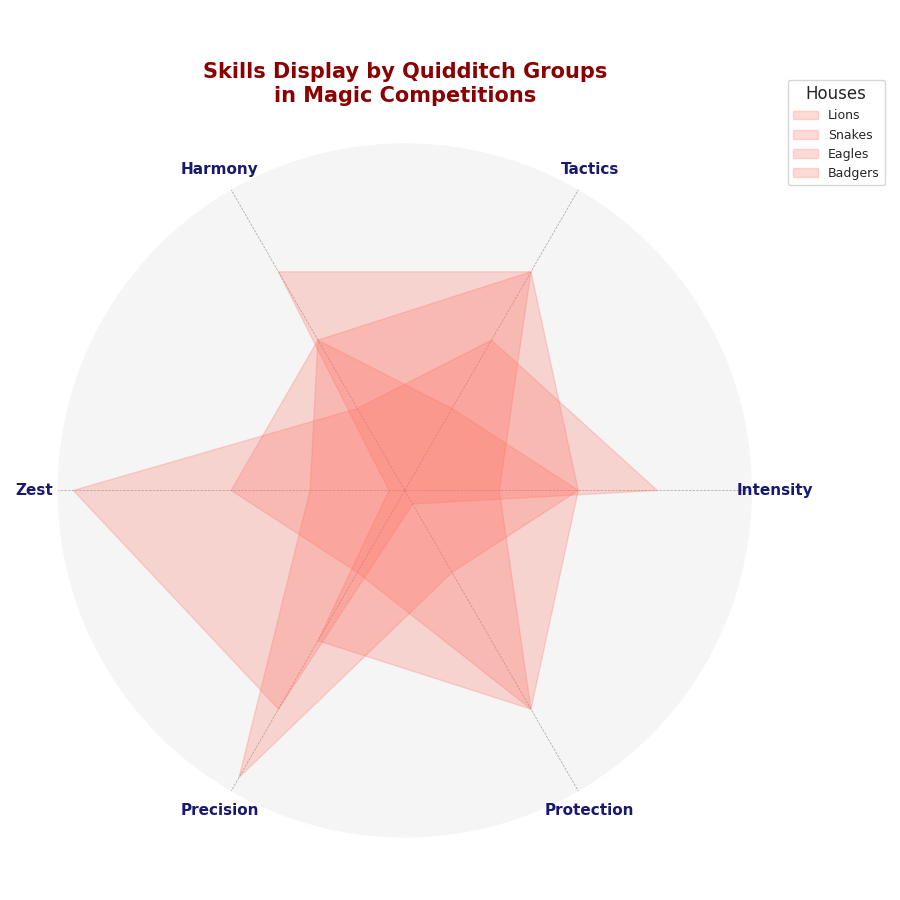 Skills Display by Quidditch Groups
in Magic Competitions
Houses
Lions
Snakes
Eagles
Badgers
Harmony
Tactics
Zest
Intensity
Precision
Protection